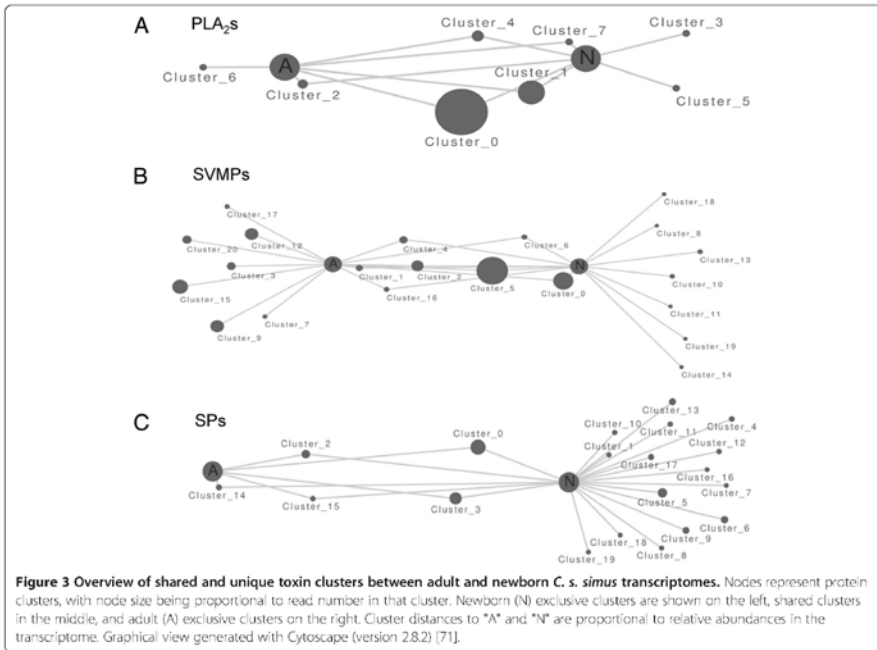 A PLA2s
Cluster_4
Cluster_7
Cluster_3
A
N
Cluster_6
Cluster_1
Cluster_2
Cluster_5
Cluster_0
B SVMPs
Cluster_17
Cluster_18
Cluster_20
Cluster_12
Cluster_4
Cluster_6
Cluster_8
A
N
Cluster_3
Cluster_1
Cluster_2
Cluster_13
Cluster_15
Cluster_16
Cluster_5
Cluster_0
Cluster_10
Cluster_9
Cluster_7
Cluster_11
Cluster_19
Cluster_14
C SPs
Cluster_13
Cluster_10
Cluster_11
Cluster_4
Cluster_2
Cluster_0
Cluster_1
Cluster_12
A
N
Cluster_17
Cluster_16
Cluster_14
Cluster_5
Cluster_7
Cluster_15
Cluster_3
Cluster_6
Cluster_18
Cluster_9
Cluster_19
Cluster_8
Figure 3 Overview of shared and unique toxin clusters between adult and newborn C. s. simus transcriptomes. Nodes represent protein
clusters, with node size being proportional to read number in that cluster. Newborn (N) exclusive clusters are shown on the left, shared clusters
in the middle, and adult (A) exclusive clusters on the right. Cluster distances to "A" and "N" are proportional to relative abundances in the
transcriptome. Graphical view generated with Cytoscape (version 2.8.2) [71].